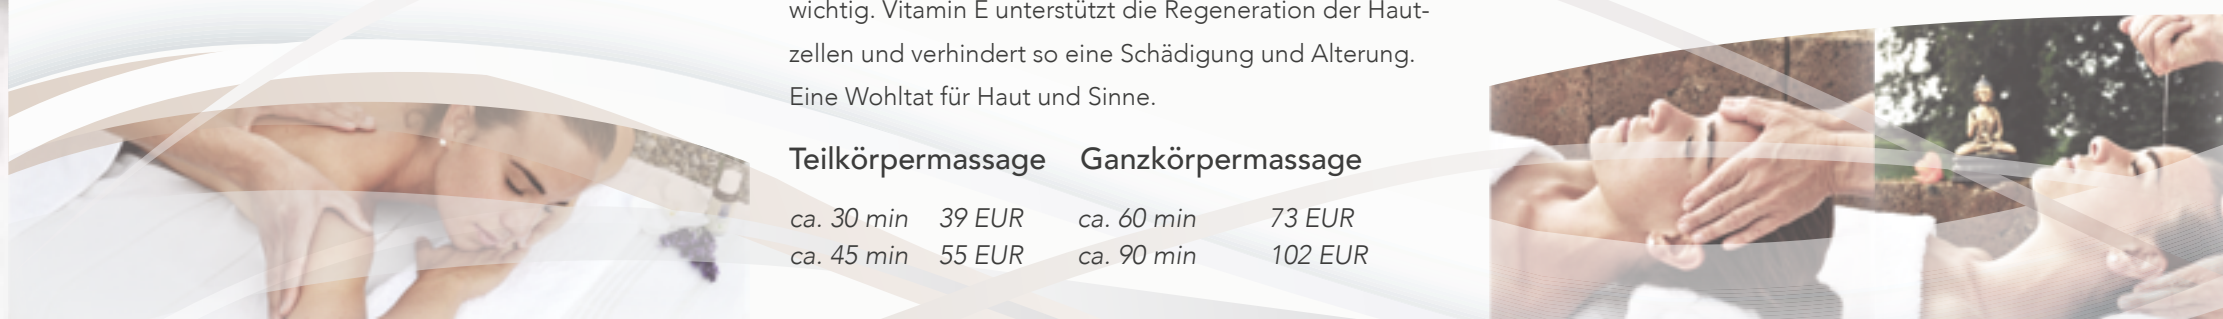 wichtig. Vitamin E unterstützt die Regeneration der Haut-
zellen und verhindert so eine Schädigung und Alterung.
Eine Wohltat für Haut und Sinne.
Teilkörpermassage Ganzkörpermassage
ca. 30 min 39 EUR ca. 60 min 73 EUR
ca. 45 min 55 EUR ca. 90 min 102 EUR